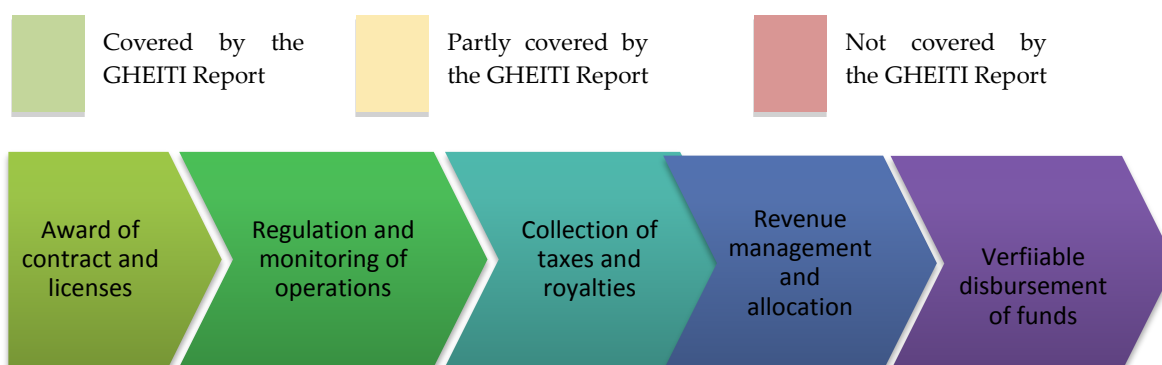 Covered by the
GHEITI Report
Partly covered by
the GHEITI Report
Not covered by
the GHEITI Report
Award of
contract and
licenses
Regulation and
monitoring of
operations
Collection of
taxes and
royalties
Revenue
management
and
allocation
Verfiiable
disbursement
of funds